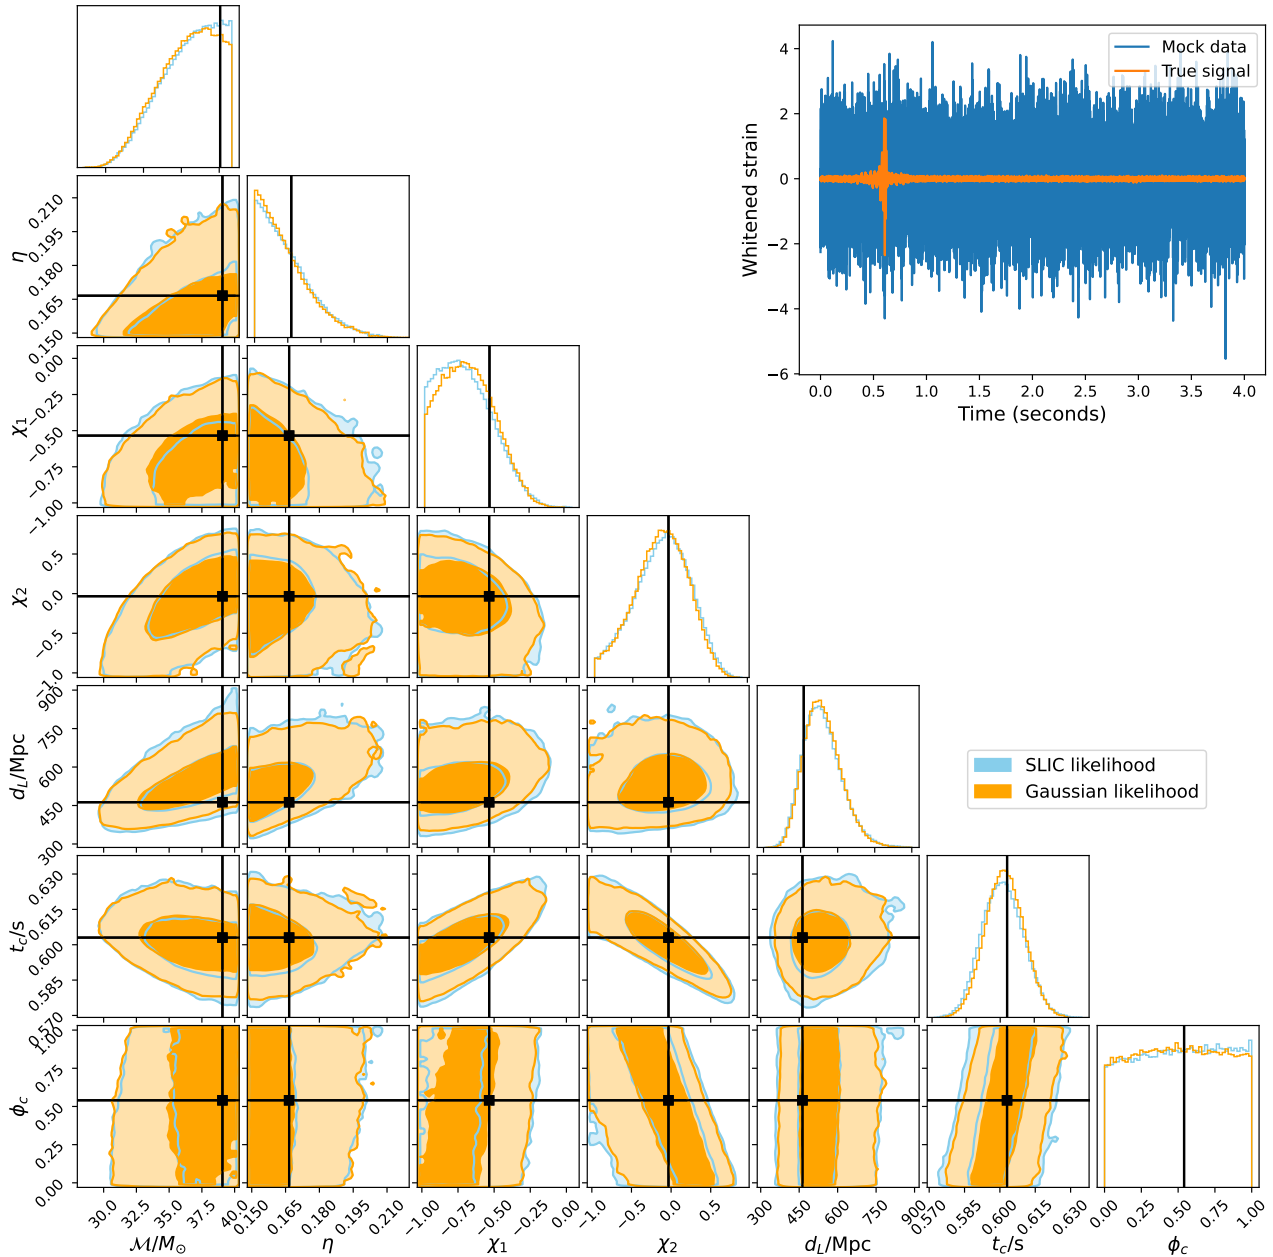 4
2
0
−2
−4
−6
0.0 0.5 1.0 1.5 2.0 2.5 3.0 3.5 4.0
Time (seconds)
Whitened strain
Mock data
True signal
0.210
0.195
0.180
0.165
0.150
η
0.00
−0.25
−0.50
−0.75
−1.00
χ₁
0.5
0.0
−0.5
−1.0
χ₂
900
750
600
450
300
d_L/Mpc
SLIC likelihood
Gaussian likelihood
0.630
0.615
0.600
0.585
0.570
t_c/s
1.00
0.75
0.50
0.25
0.00
ϕ_c
30.0 32.5 35.0 37.5 40.0
0.150 0.165 0.180 0.195 0.210
−1.00 −0.75 −0.50 −0.25 0.00
−1.0 −0.5 0.0 0.5
300 450 600 750 900
0.570 0.585 0.600 0.615 0.630
0.00 0.25 0.50 0.75 1.00
ℳ/M_⊙ η χ₁ χ₂ d_L/Mpc t_c/s ϕ_c